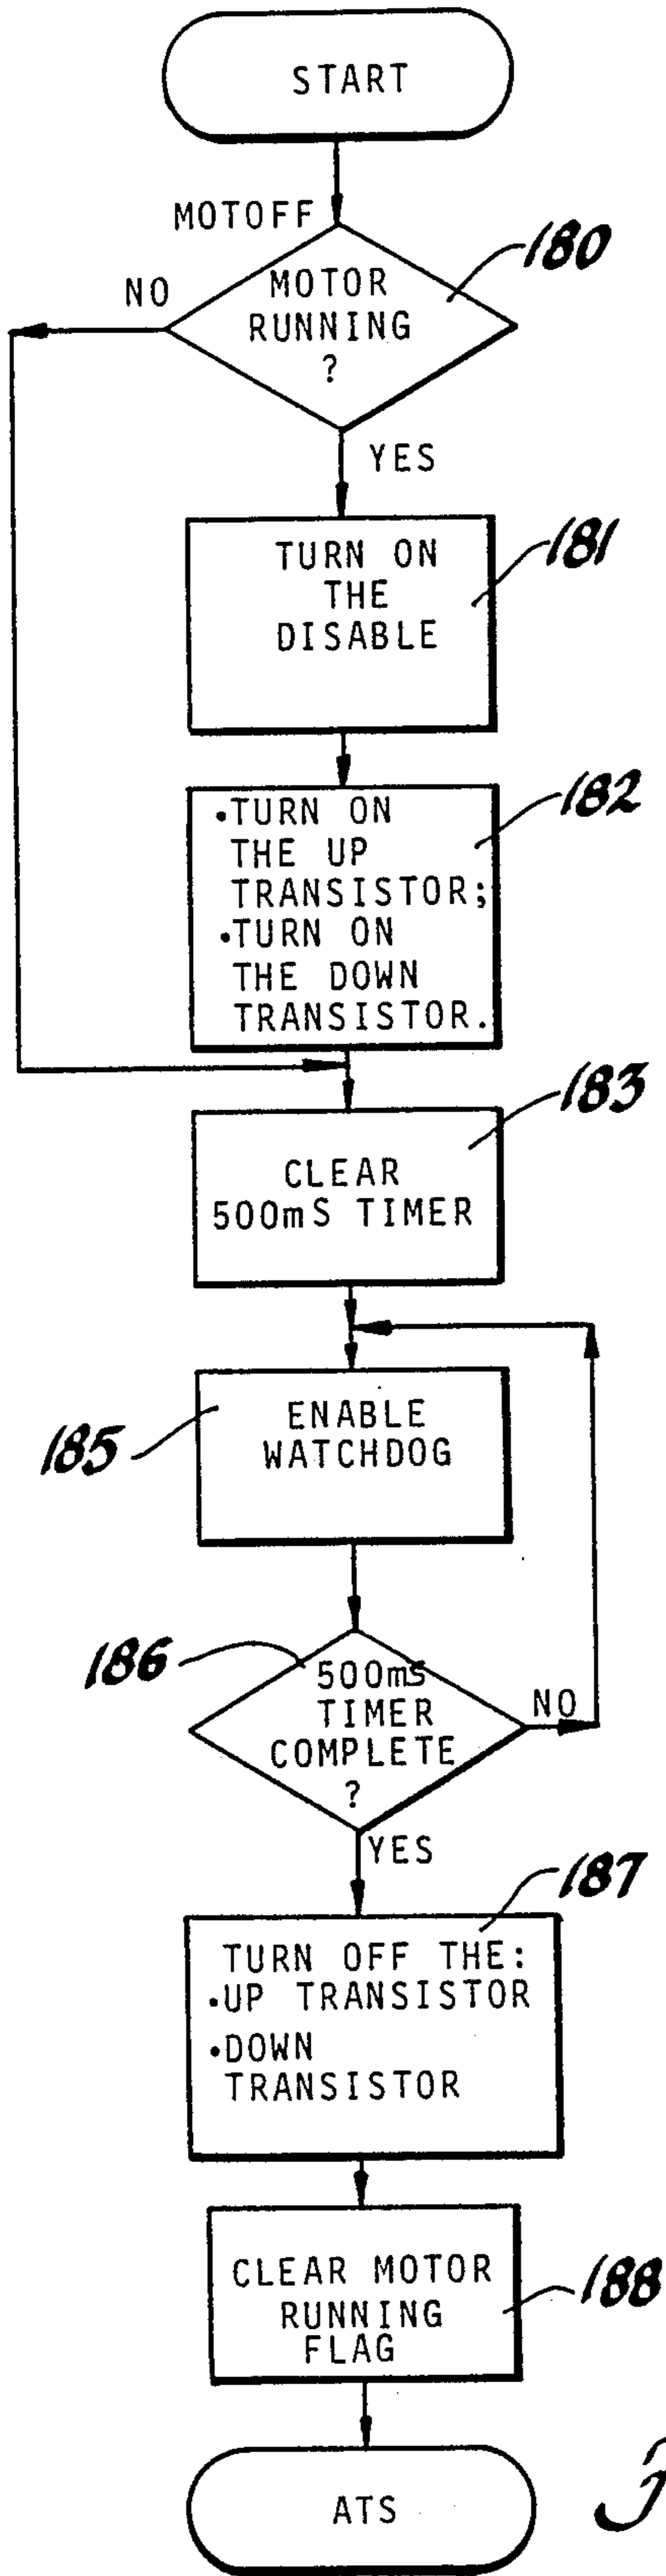 START
MOTOFF
180
NO
MOTOR
RUNNING
?
YES
181
TURN ON
THE
DISABLE
182
•TURN ON
THE UP
TRANSISTOR;
•TURN ON
THE DOWN
TRANSISTOR.
183
CLEAR
500mS TIMER
185
ENABLE
WATCHDOG
186
500mS
TIMER
COMPLETE
?
NO
YES
187
TURN OFF THE:
•UP TRANSISTOR
•DOWN
TRANSISTOR
188
CLEAR MOTOR
RUNNING
FLAG
ATS